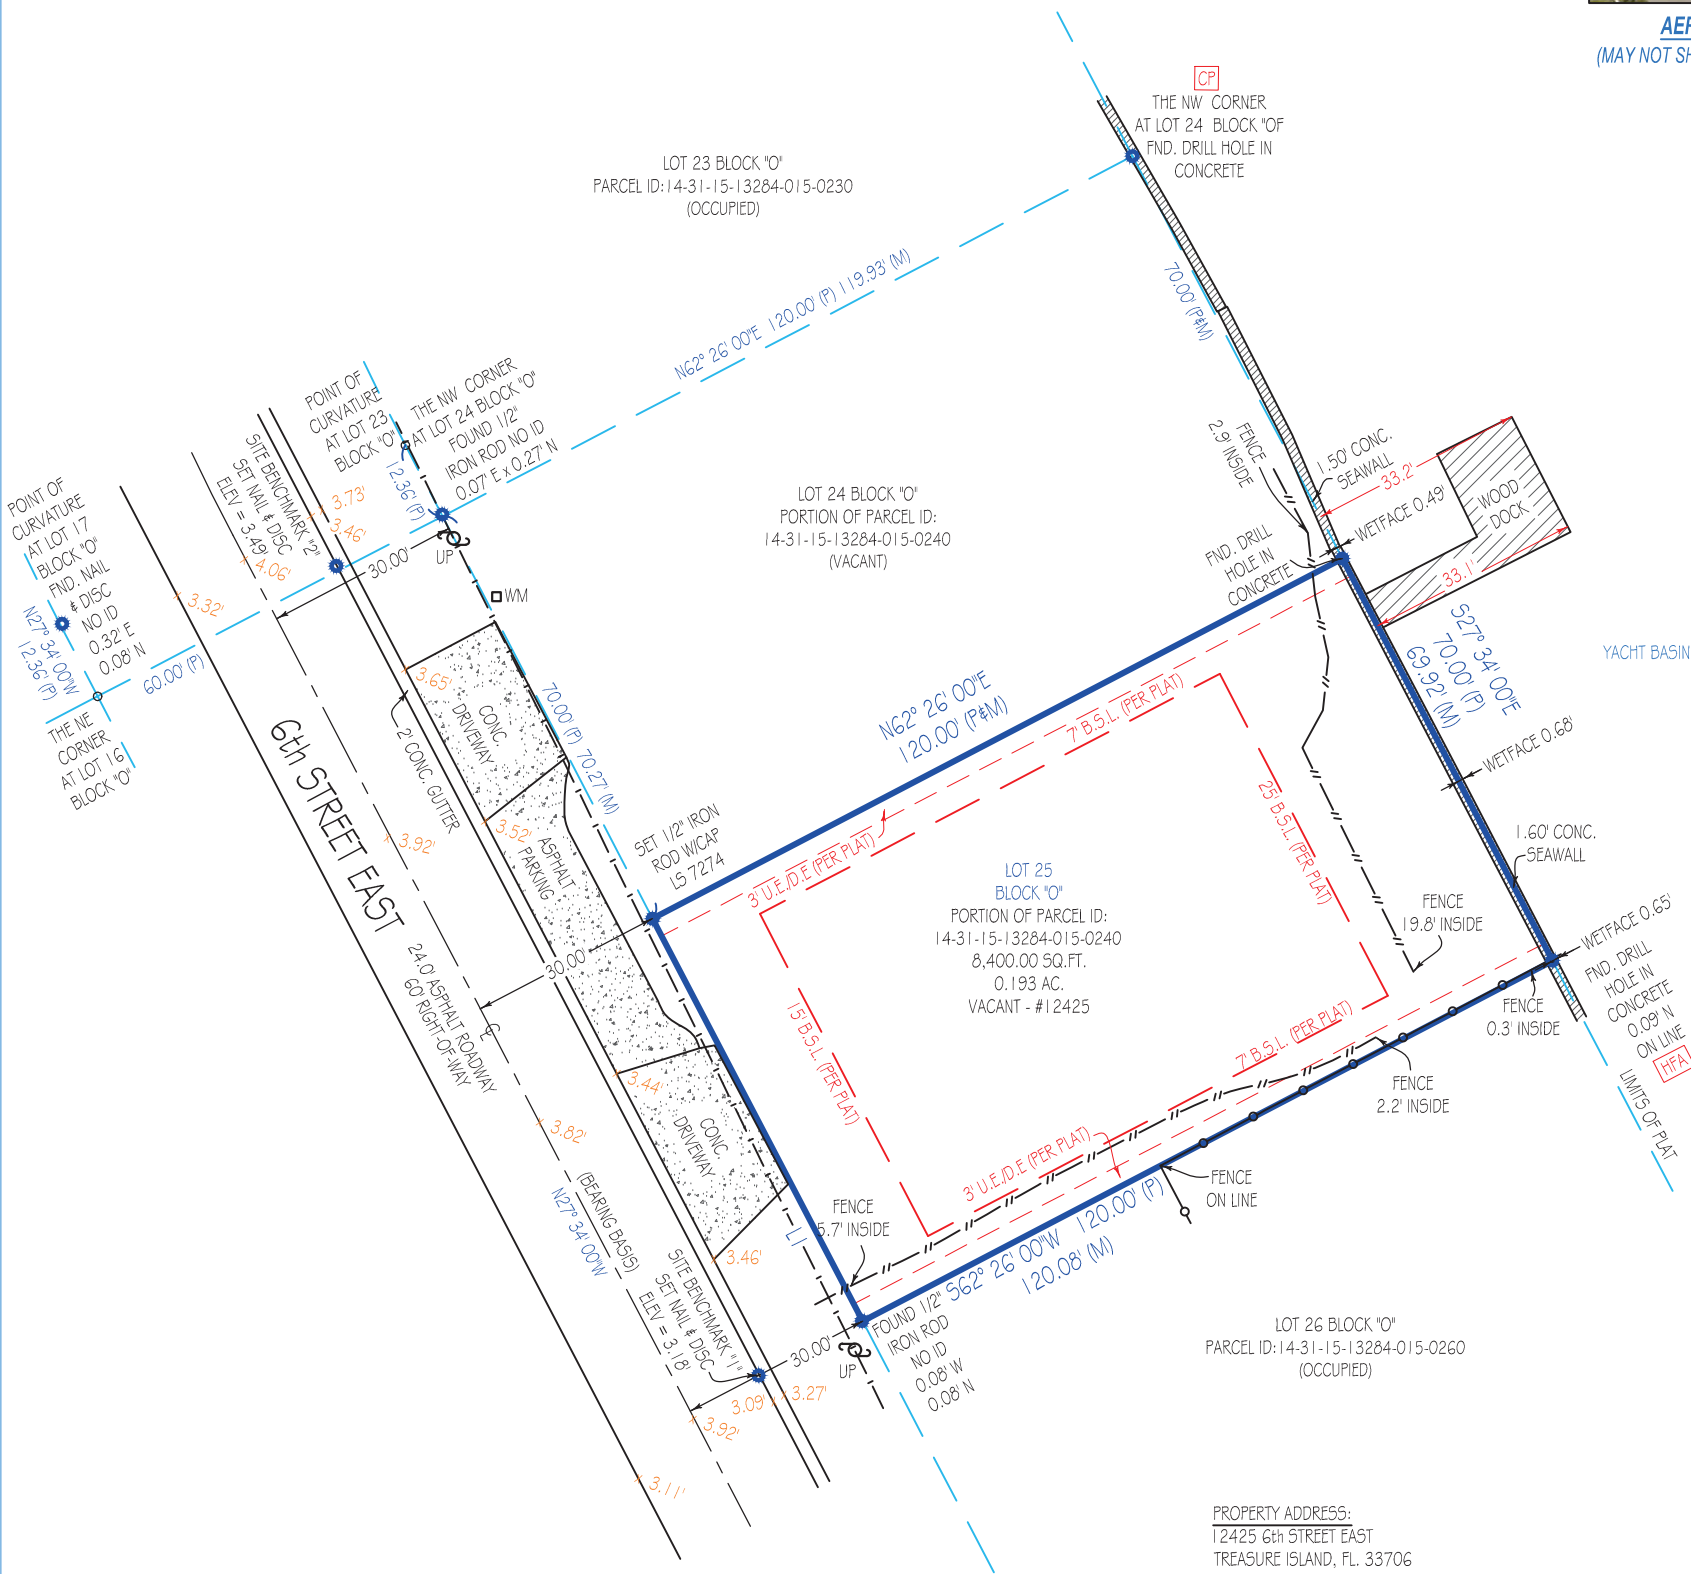 (MAY NOT SH
CP
THE NW CORNER
AT LOT 24 BLOCK "OF
FND. DRILL HOLE IN
CONCRETE
LOT 23 BLOCK "O"
PARCEL ID:14-31-15-13284-015-0230
(OCCUPIED)
N62° 26' 00"E 120.00' (P) 119.93' (M)
70.00' (P&M)
POINT OF
CURVATURE
AT LOT 23
BLOCK "O"
12.36' (P)
THE NW CORNER
AT LOT 24 BLOCK "O"
FOUND 1/2"
IRON ROD NO ID
0.07' E x 0.27' N
SITE BENCHMARK "2"
SET NAIL & DISC
ELEV = 3.49'
3.73'
3.46'
4.06'
3.32'
30.00'
UP
WM
POINT OF
CURVATURE
AT LOT 17
BLOCK "O"
FND. NAIL
& DISC
NO ID
0.32' E
0.08' N
N27° 34' 00"W
12.36' (P)
60.00' (P)
THE NE
CORNER
AT LOT 16
BLOCK "O"
LOT 24 BLOCK "O"
PORTION OF PARCEL ID:
14-31-15-13284-015-0240
(VACANT)
FENCE
2.9' INSIDE
1.50' CONC.
SEAWALL
33.2'
WETFACE 0.49'
WOOD
DOCK
33.1'
FND. DRILL
HOLE IN
CONCRETE
S27° 34' 00"E
70.00' (P)
69.92' (M)
YACHT BASIN
WETFACE 0.68'
1.60' CONC.
SEAWALL
3.65'
CONC.
DRIVEWAY
2' CONC. GUTTER
70.00' (P) 70.27' (M)
N62° 26' 00"E
120.00' (P&M)
7' B.S.L. (PER PLAT)
3' U.E./D.E (PER PLAT)
25' B.S.L. (PER PLAT)
6th STREET EAST
3.92'
3.52'
ASPHALT
PARKING
SET 1/2" IRON
ROD W/CAP
LS 7274
LOT 25
BLOCK "O"
PORTION OF PARCEL ID:
14-31-15-13284-015-0240
8,400.00 SQ.FT.
0.193 AC.
VACANT - #12425
FENCE
19.8' INSIDE
WETFACE 0.65'
FND. DRILL
HOLE IN
CONCRETE
0.09' N
ON LINE
HFA
FENCE
0.3' INSIDE
30.00'
24.0' ASPHALT ROADWAY
60' RIGHT-OF-WAY
15' B.S.L. (PER PLAT)
7' B.S.L. (PER PLAT)
FENCE
2.2' INSIDE
LIMITS OF PLAT
3.44'
3.82'
CONC.
DRIVEWAY
3' U.E./D.E (PER PLAT)
FENCE
ON LINE
(BEARING BASIS)
N27° 34' 00"W
L1
FENCE
5.7' INSIDE
3.46'
S62° 26' 00"W 120.00' (P)
120.08' (M)
SITE BENCHMARK "1"
SET NAIL & DISC
ELEV = 3.18'
30.00'
UP
FOUND 1/2"
IRON ROD
NO ID
0.08' W
0.08' N
3.09'
3.27'
3.92'
3.11'
LOT 26 BLOCK "O"
PARCEL ID:14-31-15-13284-015-0260
(OCCUPIED)
PROPERTY ADDRESS:
12425 6th STREET EAST
TREASURE ISLAND, FL. 33706